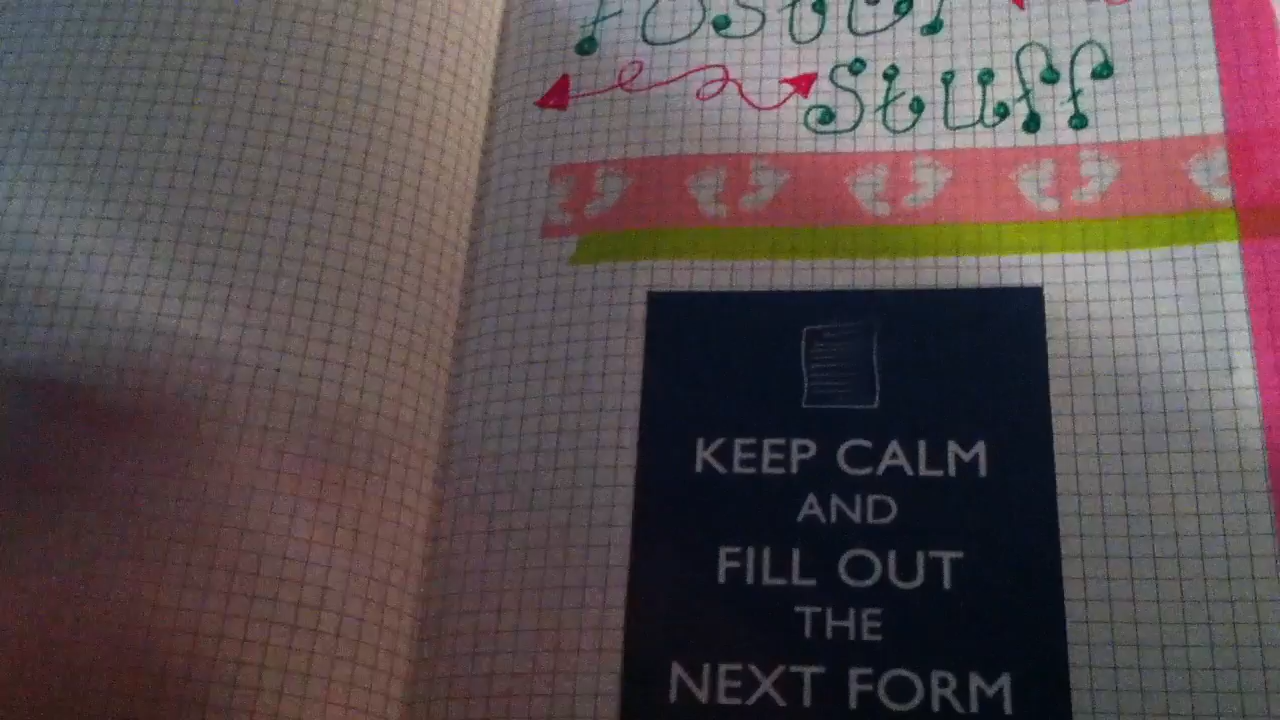 Stuff
KEEP CALM
AND
FILL OUT
THE
NEXT FORM